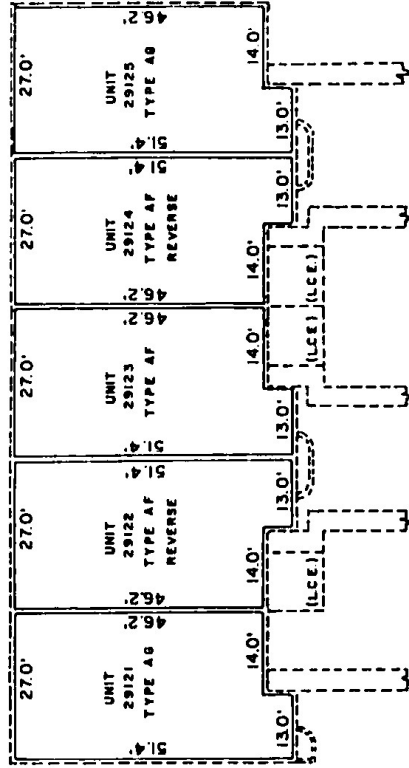 27.0'
51.4'
UNIT
29121
TYPE AG
46.2'
13.0'
14.0'
27.0'
46.2'
UNIT
29122
TYPE AF
REVERSE
51.4'
14.0'
13.0'
(L.C.E.)
27.0'
51.4'
UNIT
29123
TYPE AF
46.2'
13.0'
14.0'
(L.C.E)
27.0'
46.2'
UNIT
29124
TYPE AF
REVERSE
51.4'
14.0'
13.0'
(L.C.E.)
27.0'
51.4'
UNIT
29125
TYPE AG
46.2'
13.0'
14.0'